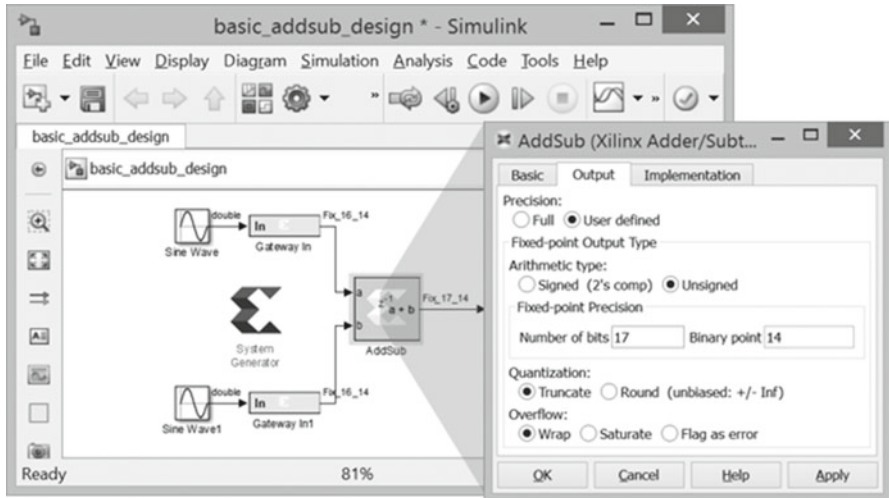 basic_addsub_design * - Simulink
File Edit View Display Diagram Simulation Analysis Code Tools Help
basic_addsub_design
basic_addsub_design
double
Fix_16_14
In
Sine Wave
Gateway In
System
Generator
a
b
z-1
a + b
Fix_17_14
AddSub
double
Fix_16_14
In
Sine Wave1
Gateway In1
Ready
81%
AddSub (Xilinx Adder/Subt...
Basic Output Implementation
Precision:
Full User defined
Fixed-point Output Type
Arithmetic type:
Signed (2's comp) Unsigned
Fixed-point Precision
Number of bits 17 Binary point 14
Quantization:
Truncate Round (unbiased: +/- Inf)
Overflow:
Wrap Saturate Flag as error
OK Cancel Help Apply